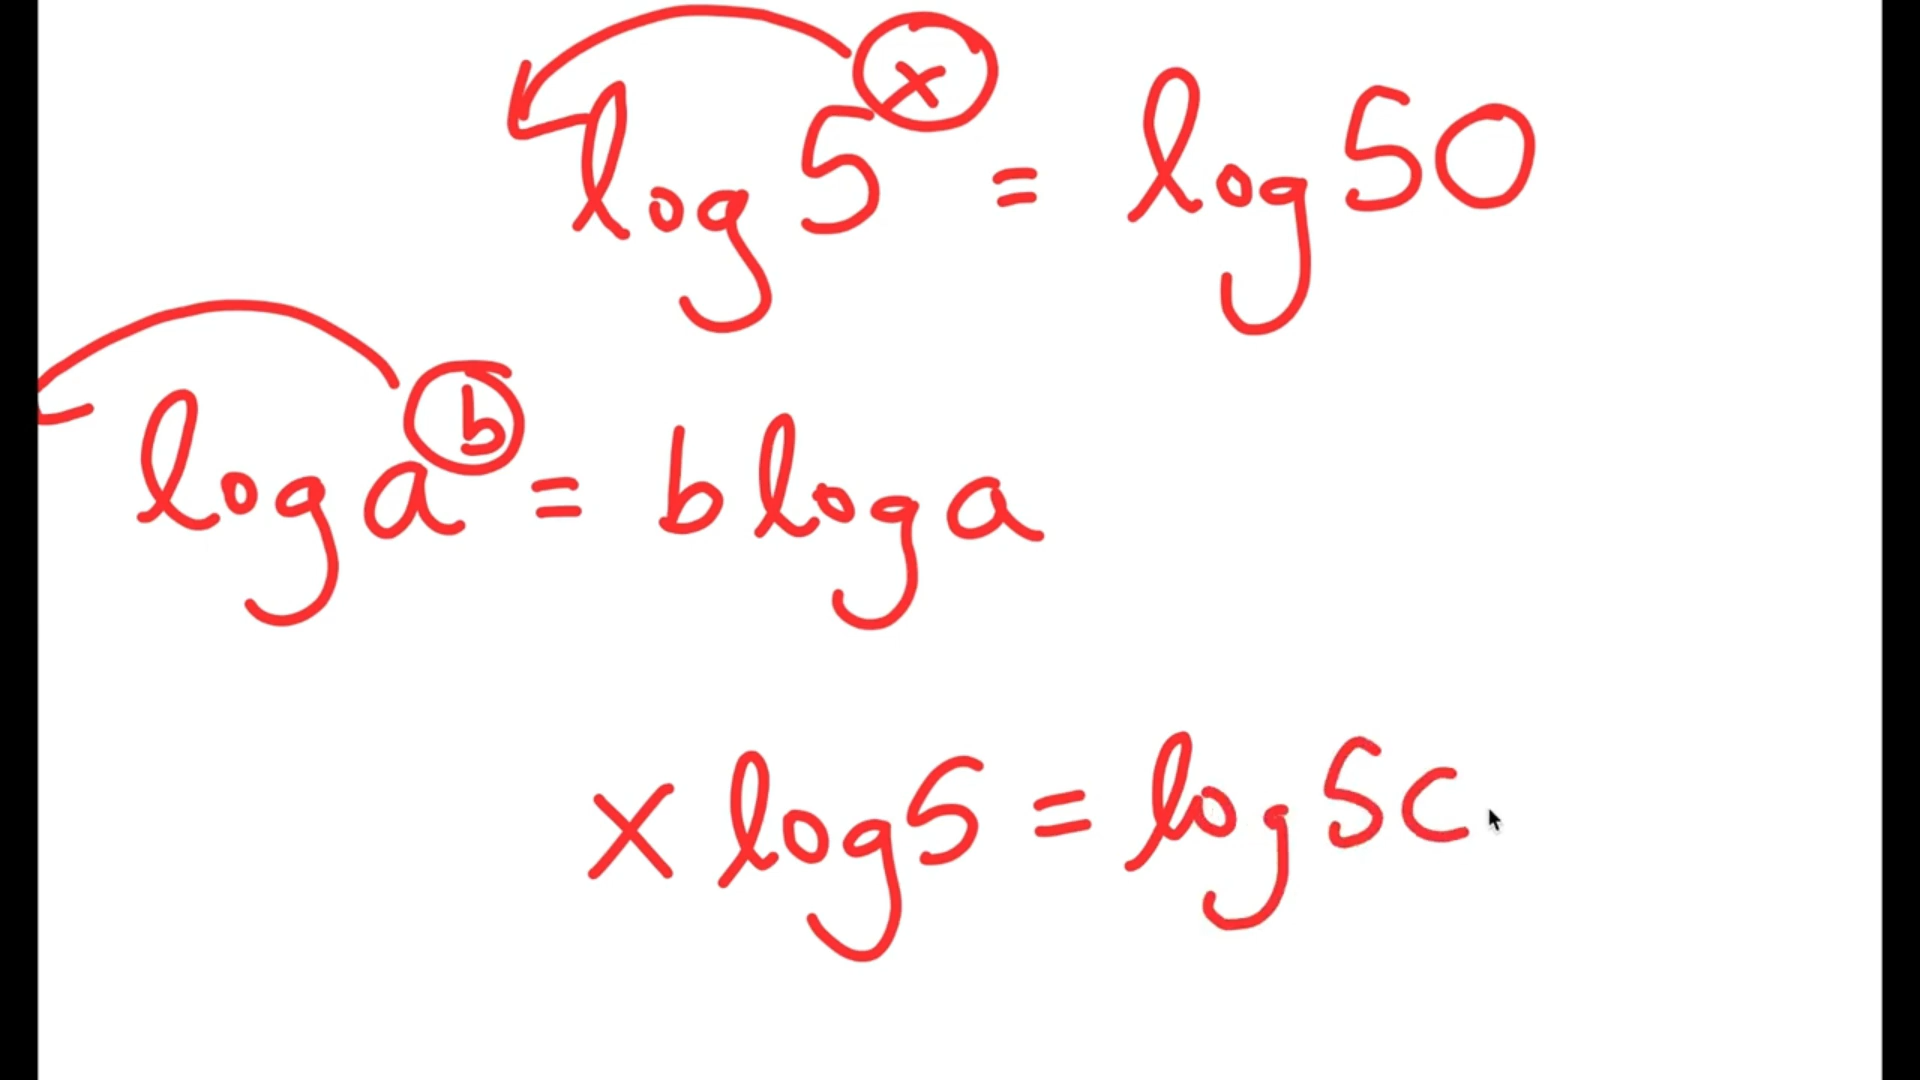 log 5^x = log 50
log a^b = b log a
x log 5 = log 5c